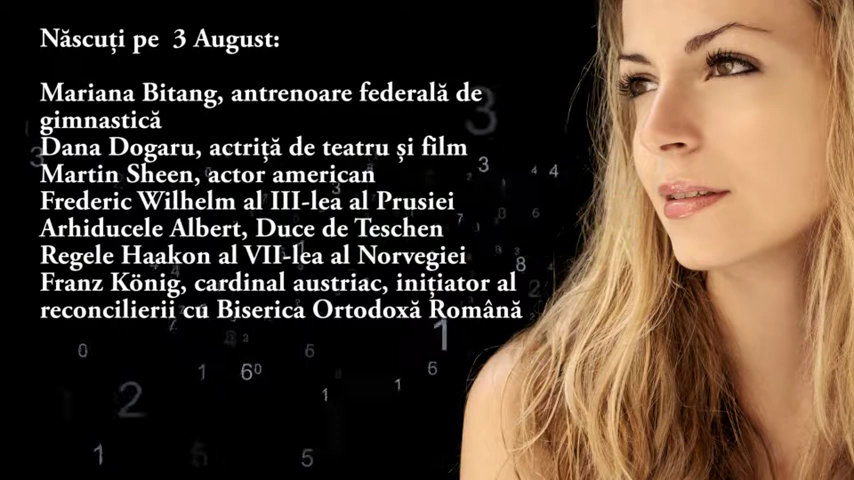 Născuți pe 3 August:
Mariana Bitang, antrenoare federală de
gimnastică
Dana Dogaru, actriță de teatru și film
Martin Sheen, actor american
Frederic Wilhelm al III-lea al Prusiei
Arhiducele Albert, Duce de Teschen
Regele Haakon al VII-lea al Norvegiei
Franz König, cardinal austriac, inițiator al
reconcilierii cu Biserica Ortodoxă Română